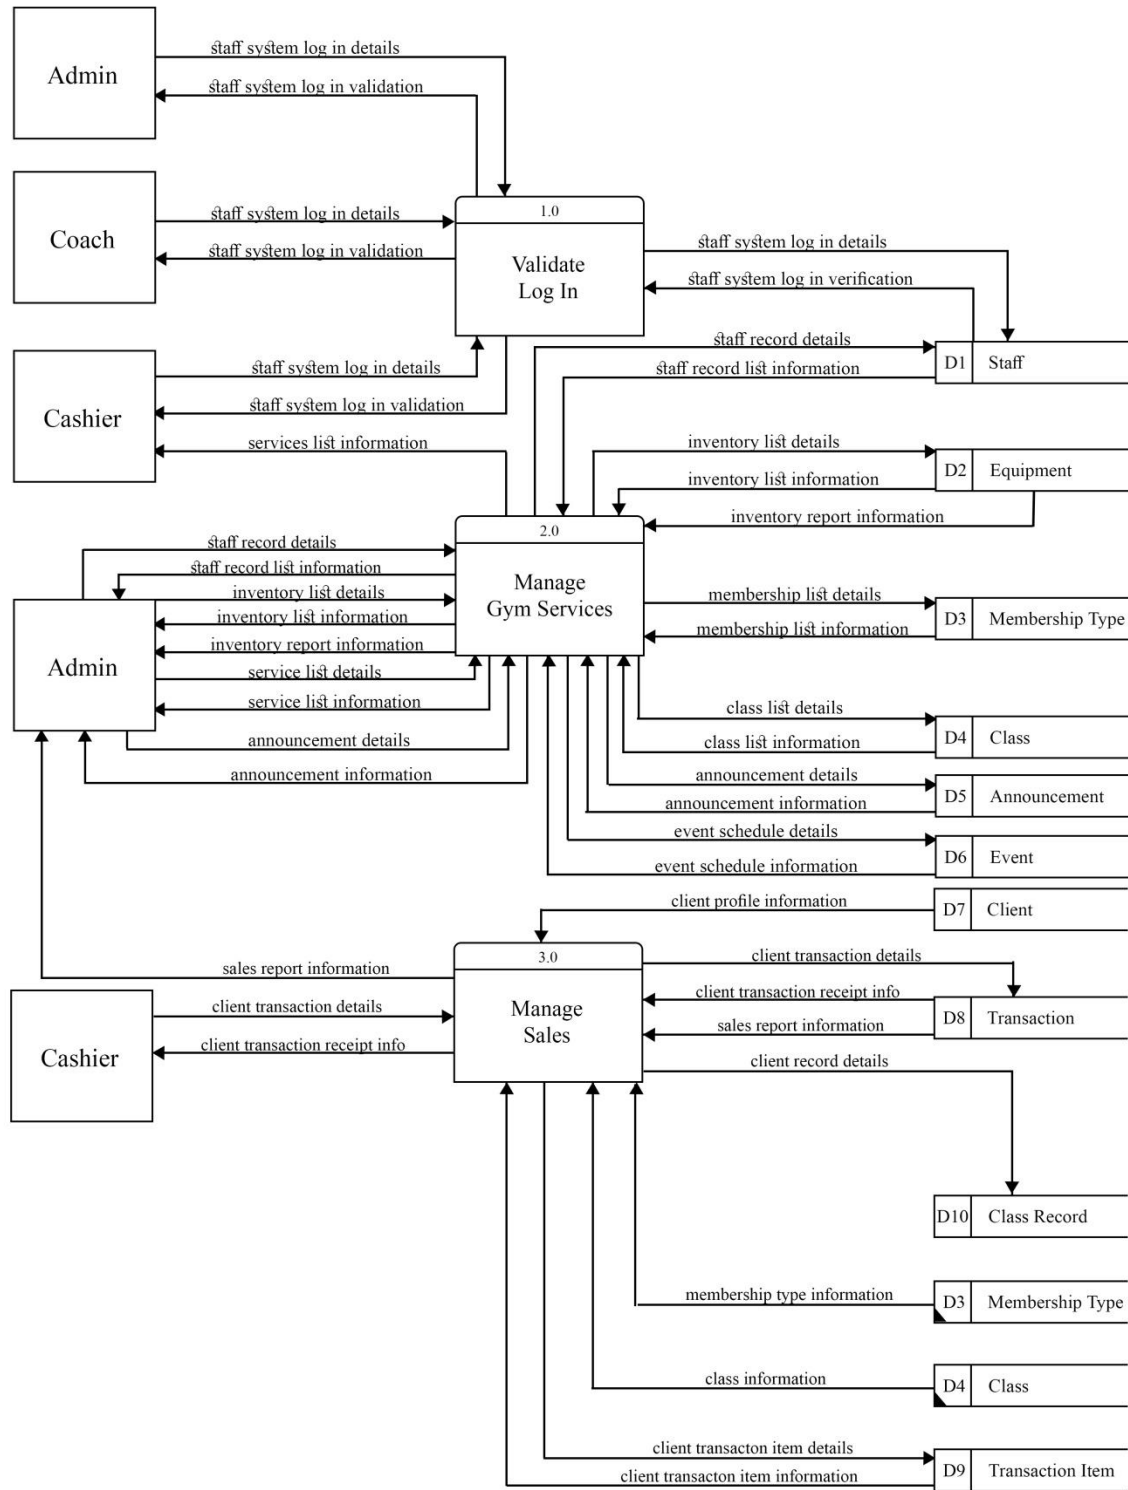 Admin
staff system log in details
staff system log in validation
Coach
staff system log in details
staff system log in validation
1.0
Validate
Log In
staff system log in details
staff system log in verification
Cashier
staff system log in details
staff system log in validation
services list information
staff record details
staff record list information
D1 Staff
inventory list details
inventory list information
inventory report information
D2 Equipment
2.0
Manage
Gym Services
Admin
staff record details
staff record list information
inventory list details
inventory list information
inventory report information
service list details
service list information
announcement details
announcement information
membership list details
membership list information
D3 Membership Type
class list details
class list information
D4 Class
announcement details
announcement information
D5 Announcement
event schedule details
event schedule information
D6 Event
client profile information
D7 Client
3.0
Manage
Sales
sales report information
Cashier
client transaction details
client transaction receipt info
client transaction details
client transaction receipt info
sales report information
D8 Transaction
client record details
D10 Class Record
membership type information
D3 Membership Type
class information
D4 Class
client transacton item details
client transacton item information
D9 Transaction Item